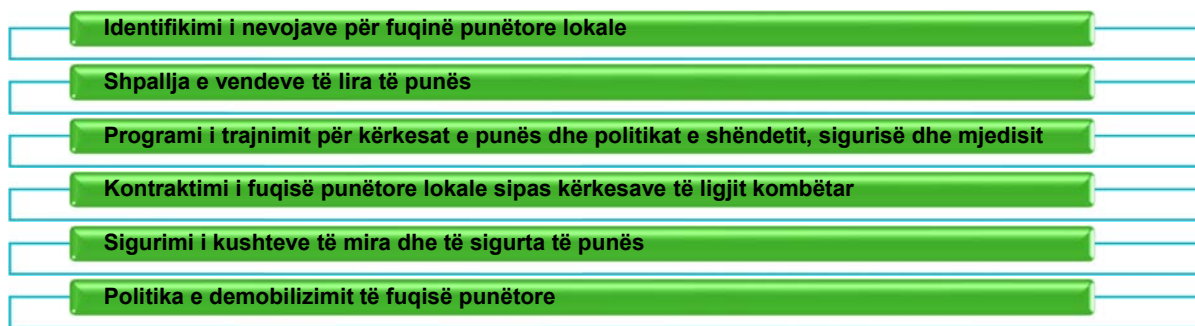 Identifikimi i nevojave për fuqinë punëtore lokale
Shpallja e vendeve të lira të punës
Programi i trajnimit për kërkesat e punës dhe politikat e shëndetit, sigurisë dhe mjedisit
Kontraktimi i fuqisë punëtore lokale sipas kërkesave të ligjit kombëtar
Sigurimi i kushteve të mira dhe të sigurta të punës
Politika e demobilizimit të fuqisë punëtore